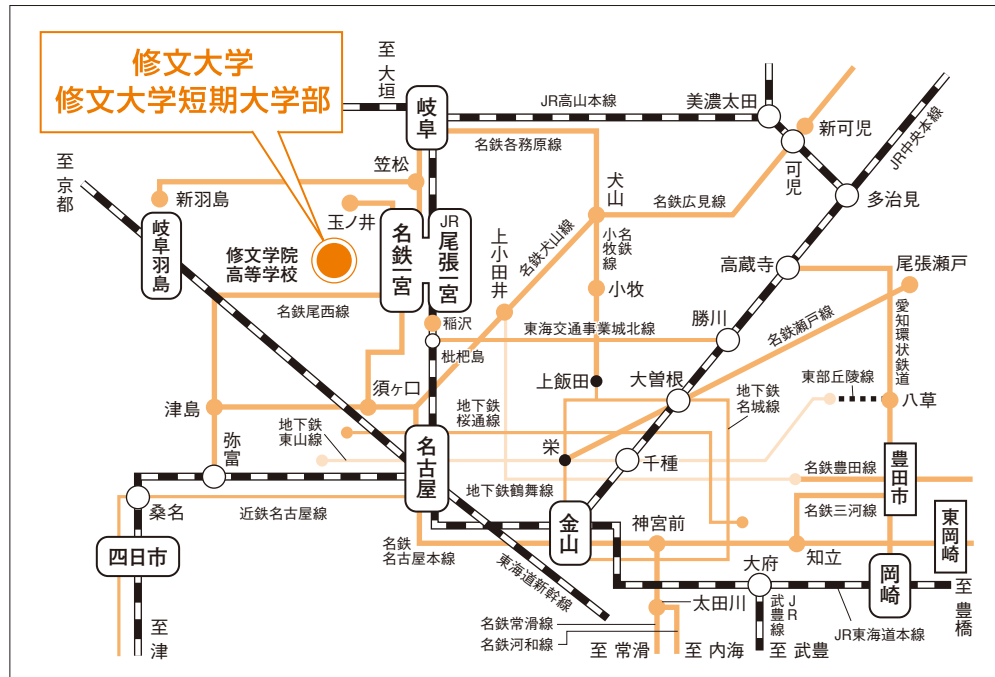 修文大学
修文大学短期大学部
至 大垣
岐阜
JR高山本線
美濃太田
新可児
可児
JR中央本線
多治見
名鉄各務原線
笠松
至 京都
新羽島
岐阜羽島
玉ノ井
名鉄一宮
JR尾張一宮
修文学院
高等学校
名鉄尾西線
稲沢
上小田井
名鉄犬山線
犬山
名鉄広見線
名鉄
小牧線
小牧
高蔵寺
尾張瀬戸
名鉄瀬戸線
愛知環状鉄道
勝川
東海交通事業城北線
枇杷島
上飯田
大曽根
須ヶ口
津島
地下鉄
桜通線
地下鉄
名城線
東部丘陵線
八草
地下鉄
東山線
弥富
名古屋
栄
千種
地下鉄鶴舞線
名鉄豊田線
豊田市
名鉄三河線
桑名
近鉄名古屋線
名鉄
名古屋本線
金山
神宮前
知立
東岡崎
四日市
東海道新幹線
大府
岡崎
至 豊橋
至 津
太田川
JR
武豊線
JR東海道本線
名鉄常滑線
名鉄河和線
至 常滑
至 内海
至 武豊